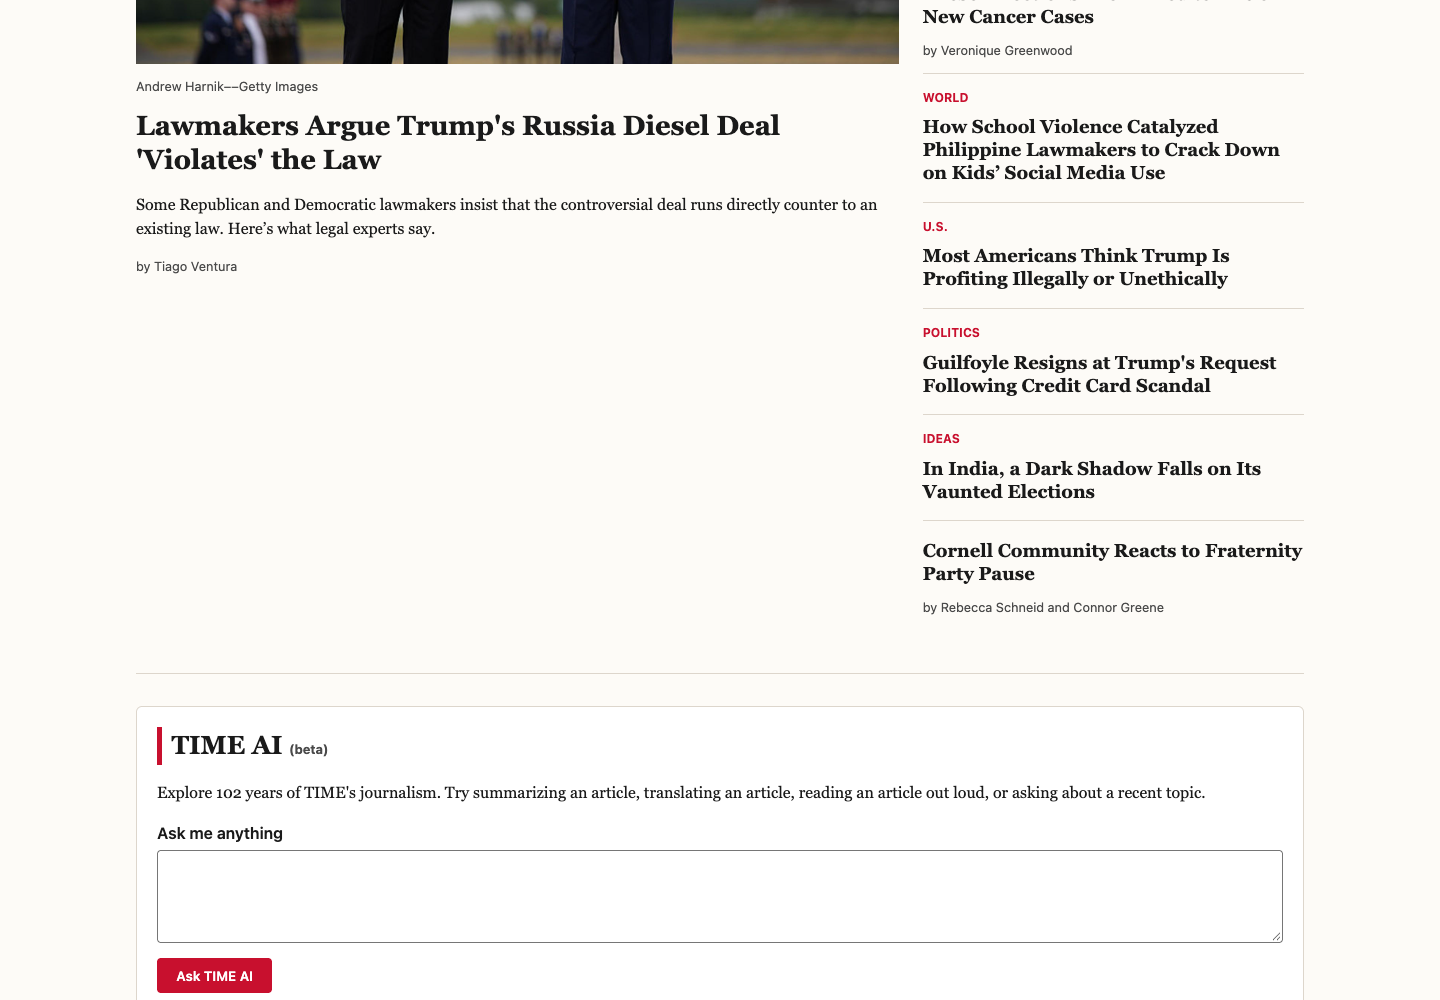 Andrew Harnik––Getty Images
Lawmakers Argue Trump's Russia Diesel Deal
'Violates' the Law
Some Republican and Democratic lawmakers insist that the controversial deal runs directly counter to an
existing law. Here’s what legal experts say.
by Tiago Ventura
New Cancer Cases
by Veronique Greenwood
WORLD
How School Violence Catalyzed
Philippine Lawmakers to Crack Down
on Kids’ Social Media Use
U.S.
Most Americans Think Trump Is
Profiting Illegally or Unethically
POLITICS
Guilfoyle Resigns at Trump's Request
Following Credit Card Scandal
IDEAS
In India, a Dark Shadow Falls on Its
Vaunted Elections
Cornell Community Reacts to Fraternity
Party Pause
by Rebecca Schneid and Connor Greene
TIME AI (beta)
Explore 102 years of TIME's journalism. Try summarizing an article, translating an article, reading an article out loud, or asking about a recent topic.
Ask me anything
Ask TIME AI